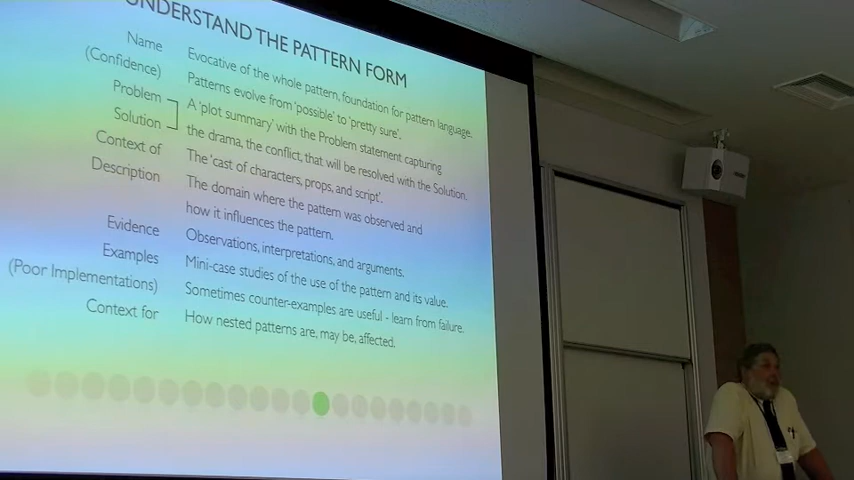 UNDERSTAND THE PATTERN FORM
Name Evocative of the whole pattern, foundation for pattern language.
(Confidence) Patterns evolve from 'possible' to 'pretty sure'.
Problem A 'plot summary' with the Problem statement capturing
Solution the drama, the conflict, that will be resolved with the Solution.
Context of The 'cast of characters, props, and script'.
Description The domain where the pattern was observed and
how it influences the pattern.
Evidence Observations, interpretations, and arguments.
Examples Mini-case studies of the use of the pattern and its value.
(Poor Implementations) Sometimes counter-examples are useful - learn from failure.
Context for How nested patterns are, may be, affected.